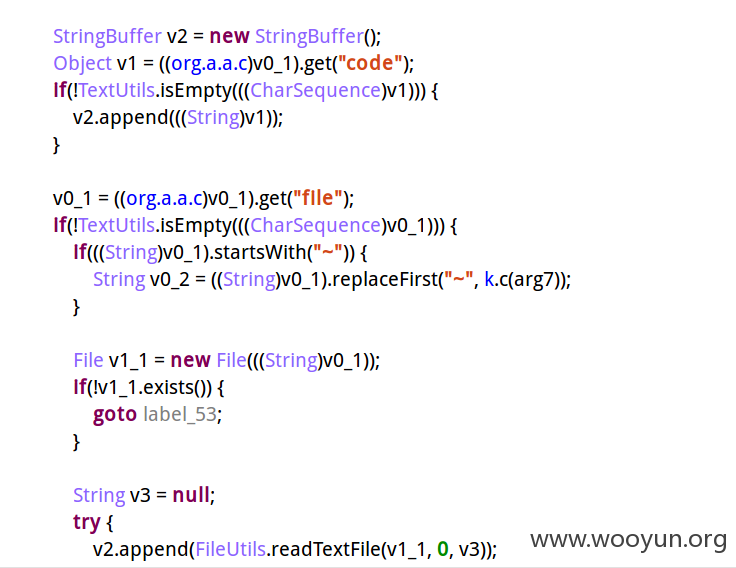 StringBuffer v2 = new StringBuffer();
Object v1 = ((org.a.a.c)v0_1).get("code");
If(!TextUtils.isEmpty(((CharSequence)v1))) {
v2.append(((String)v1));
}
v0_1 = ((org.a.a.c)v0_1).get("fIle");
If(!TextUtils.isEmpty(((CharSequence)v0_1))) {
If(((String)v0_1).startsWith("~")) {
String v0_2 = ((String)v0_1).replaceFirst("~", k.c(arg7));
}
File v1_1 = new File(((String)v0_1));
If(!v1_1.exists()) {
goto label_53;
}
String v3 = null;
try {
v2.append(FileUtils.readTextFile(v1_1, 0, v3));
www.wooyun.org